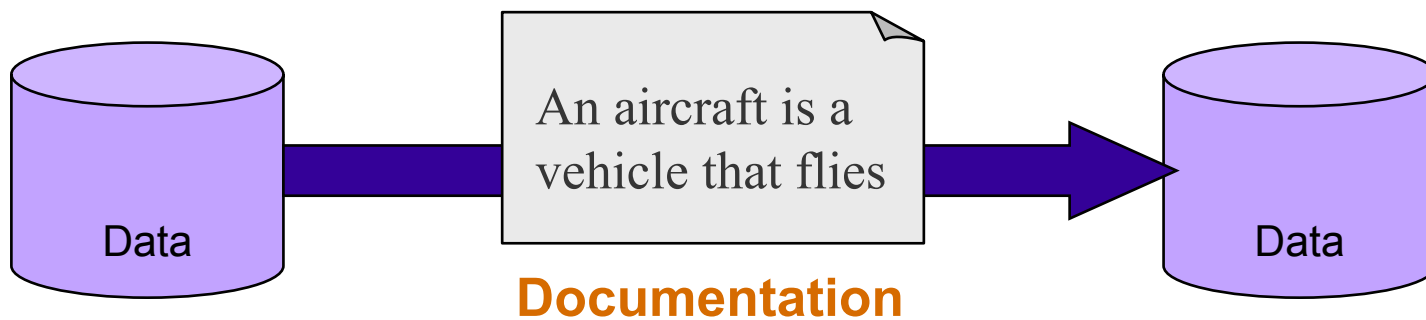 An aircraft is a
vehicle that flies
Data
Data
Documentation